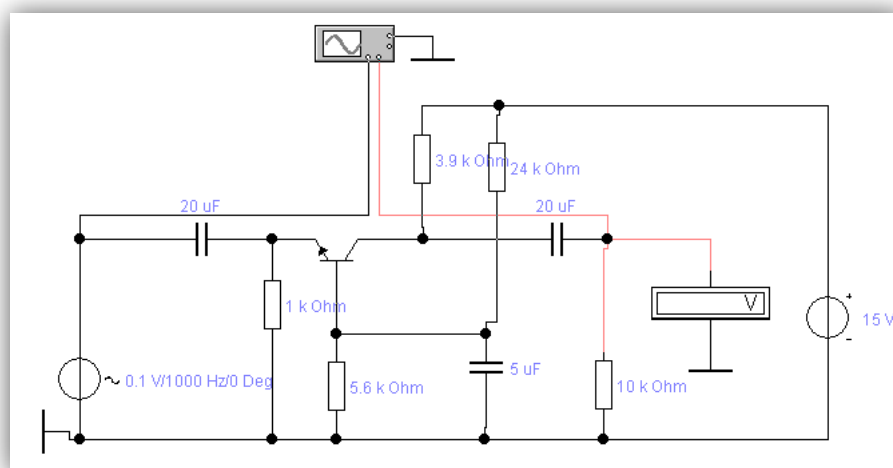 3.9 k Ohm
24 k Ohm
20 uF
20 uF
1 k Ohm
V
+
15 V
-
0.1 V/1000 Hz/0 Deg
5.6 k Ohm
5 uF
10 k Ohm